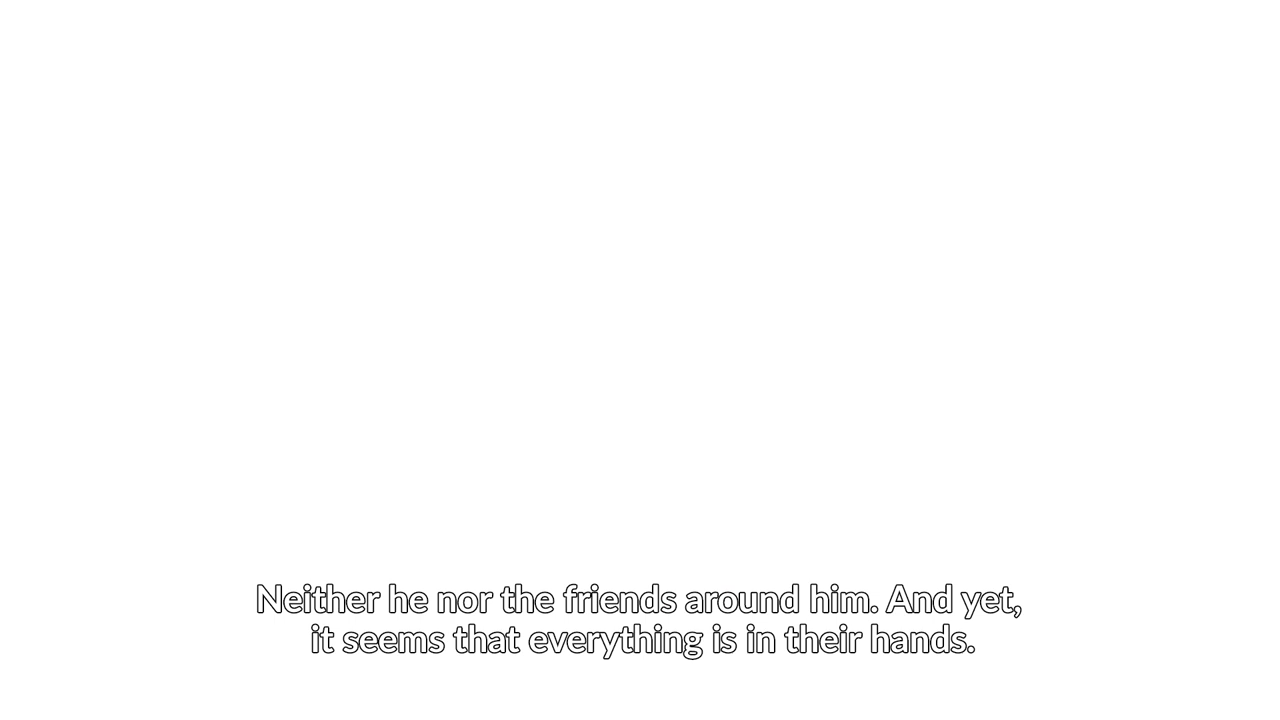 Neither he nor the friends around him. And yet,
it seems that everything is in their hands.